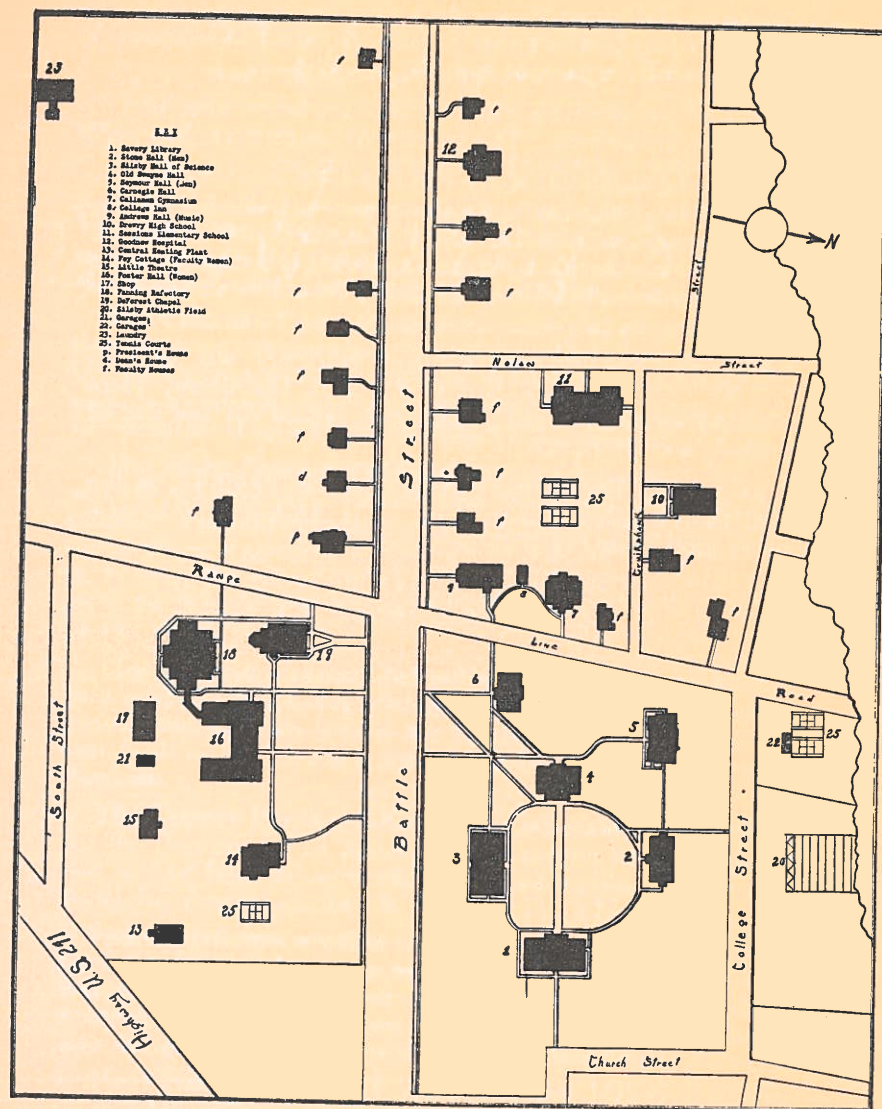 KEY
1. Savery Library
2. Stone Hall (Men)
3. Silsby Hall of Science
4. Old Swayne Hall
5. Seymour Hall (Men)
6. Carnegie Hall
7. Callanan Gymnasium
8. College Inn
9. Andrews Hall (Music)
10. Drewry High School
11. Sessions Elementary School
12. Goodnow Hospital
13. Central Heating Plant
14. Foy Cottage (Faculty Women)
15. Little Theatre
16. Foster Hall (Women)
17. Shop
18. Fanning Refectory
19. DeForest Chapel
20. Silsby Athletic Field
21. Garages
22. Garages
23. Laundry
25. Tennis Courts
p. President's House
d. Dean's House
f. Faculty Houses
23
f
f
12
f
f
N
Street
f
f
f
f
d
Nolan Street
11
f
f
f
25
10
f
f
f
Cruikshank
Battle Street
9
8
7
Range Line Road
18
19
17
16
21
15
14
25
13
South Street
Highway U.S 241
6
5
4
3
2
1
22
25
20
College Street
Church Street